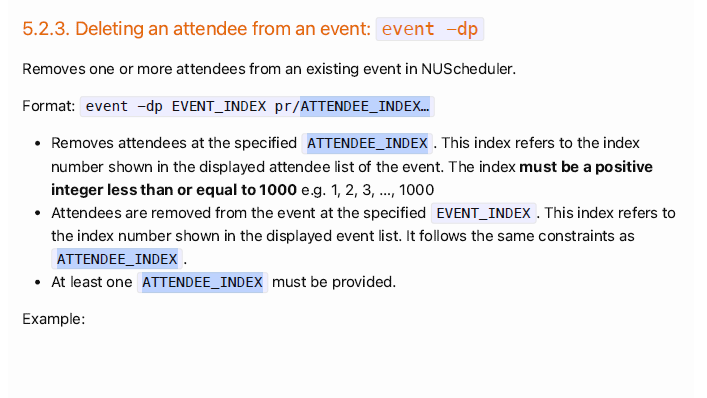 5.2.3. Deleting an attendee from an event: event -dp
Removes one or more attendees from an existing event in NUScheduler.
Format: event -dp EVENT_INDEX pr/ATTENDEE_INDEX…
• Removes attendees at the specified ATTENDEE_INDEX. This index refers to the index
number shown in the displayed attendee list of the event. The index must be a positive
integer less than or equal to 1000 e.g. 1, 2, 3, …, 1000
• Attendees are removed from the event at the specified EVENT_INDEX. This index refers to
the index number shown in the displayed event list. It follows the same constraints as
ATTENDEE_INDEX.
• At least one ATTENDEE_INDEX must be provided.
Example: